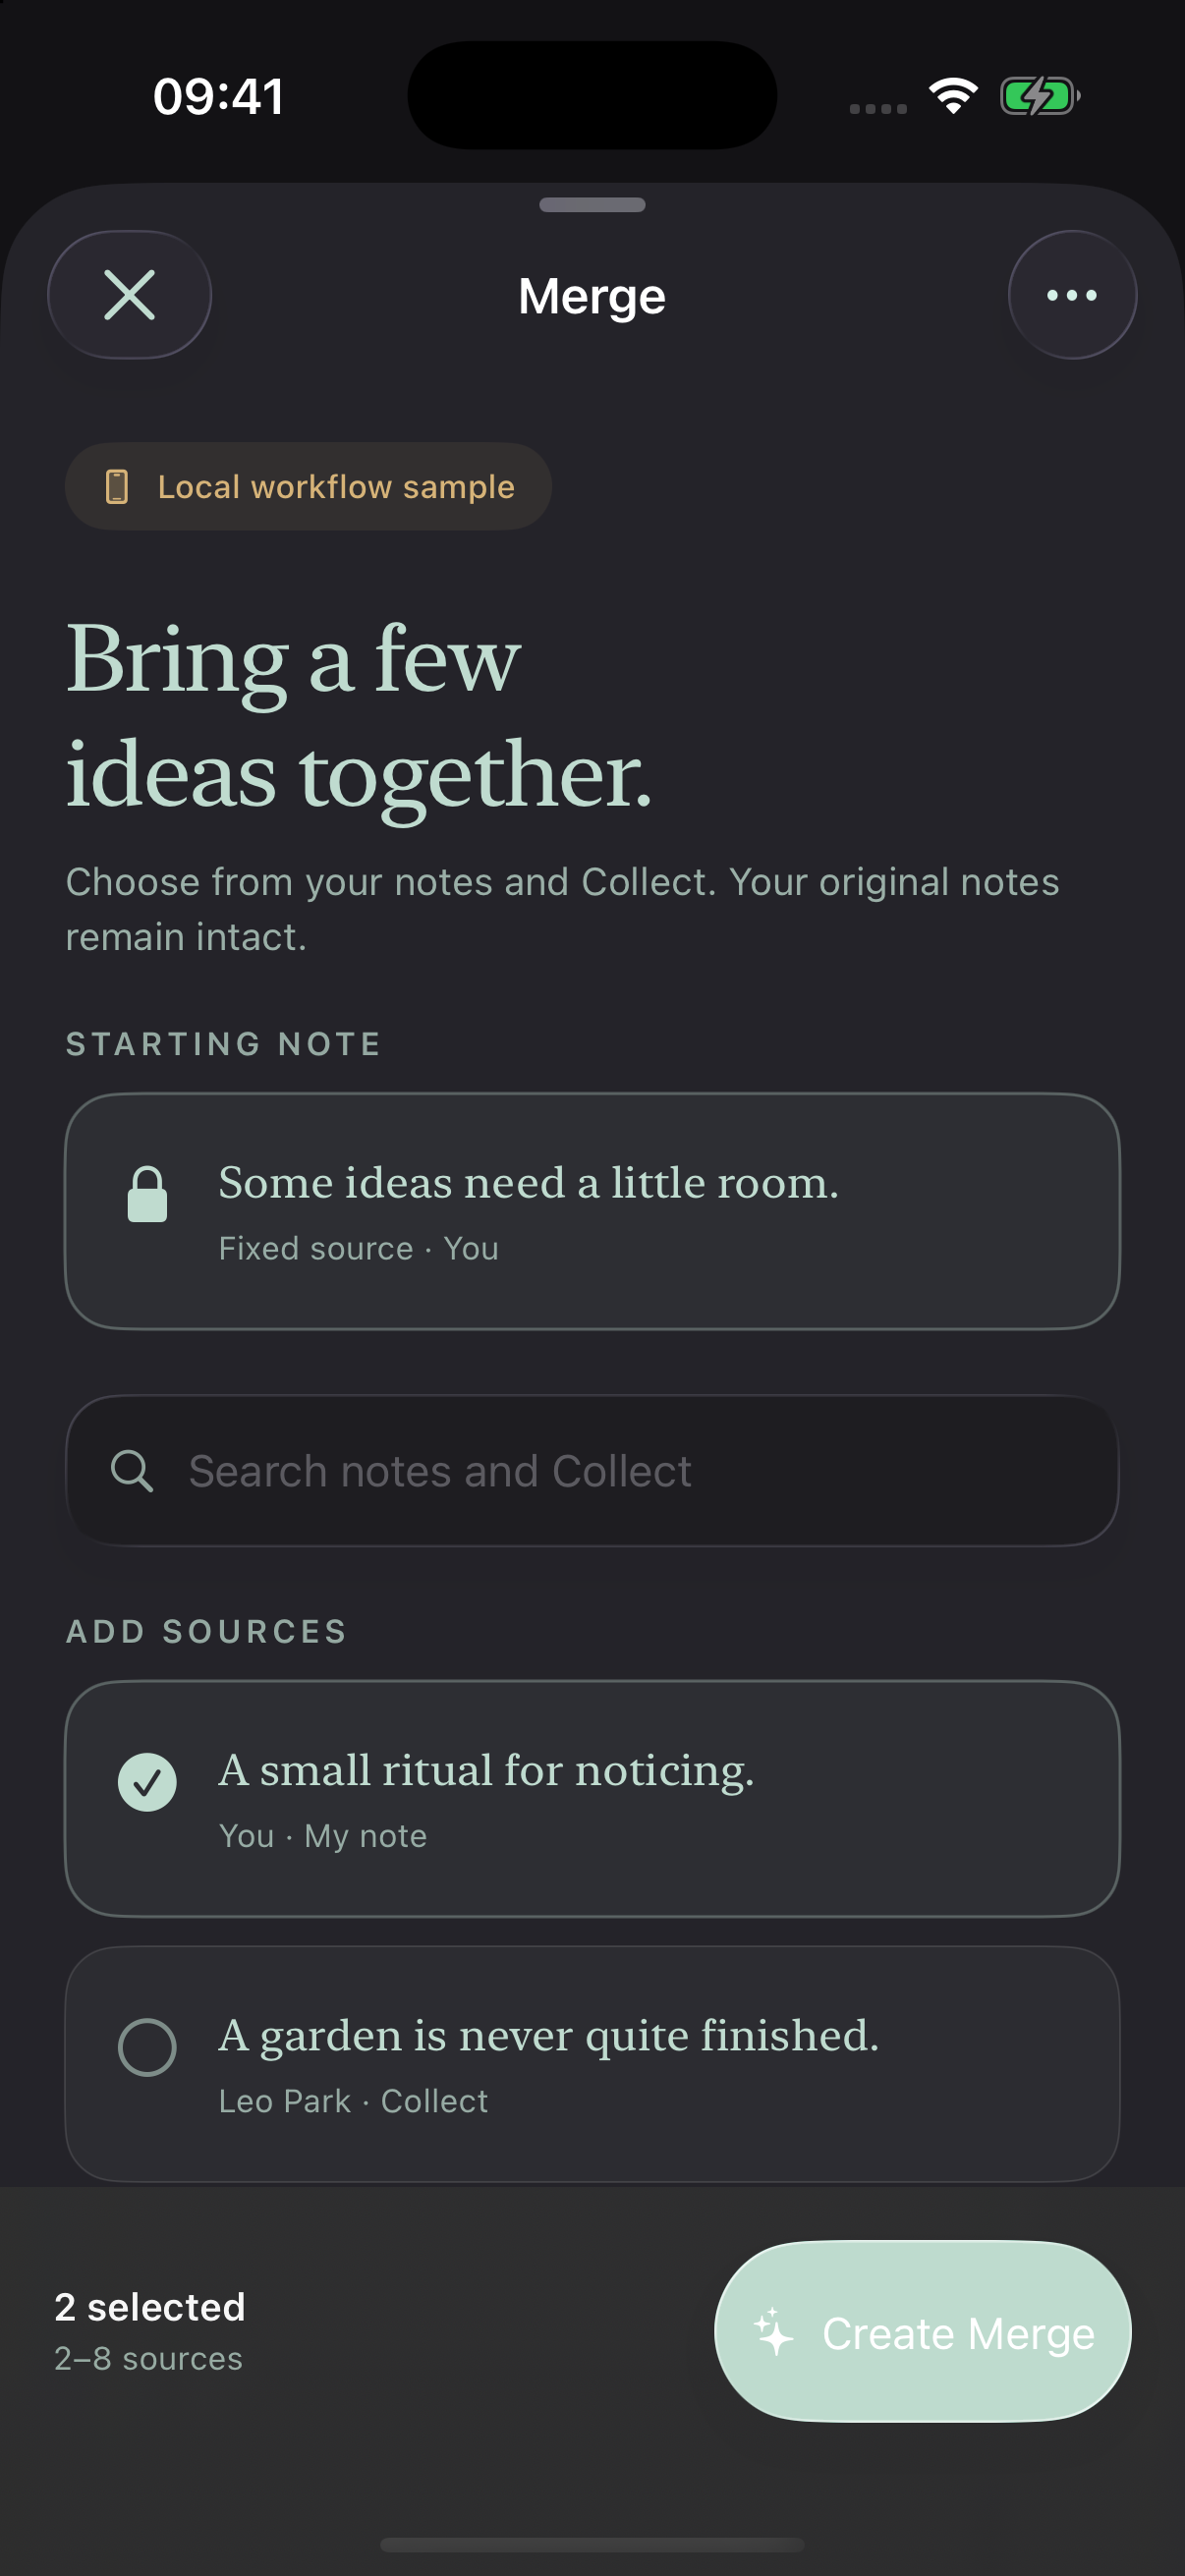 09:41
Merge
Local workflow sample
Bring a few
ideas together.
Choose from your notes and Collect. Your original notes
remain intact.
STARTING NOTE
Some ideas need a little room.
Fixed source · You
Search notes and Collect
ADD SOURCES
A small ritual for noticing.
You · My note
A garden is never quite finished.
Leo Park · Collect
2 selected
2–8 sources
Create Merge